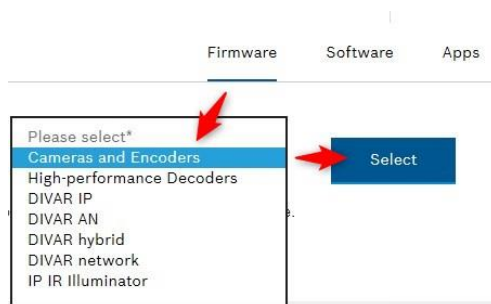 Firmware Software Apps
Please select*
Cameras and Encoders
Select
High-performance Decoders
DIVAR IP
DIVAR AN
DIVAR hybrid
DIVAR network
IP IR Illuminator